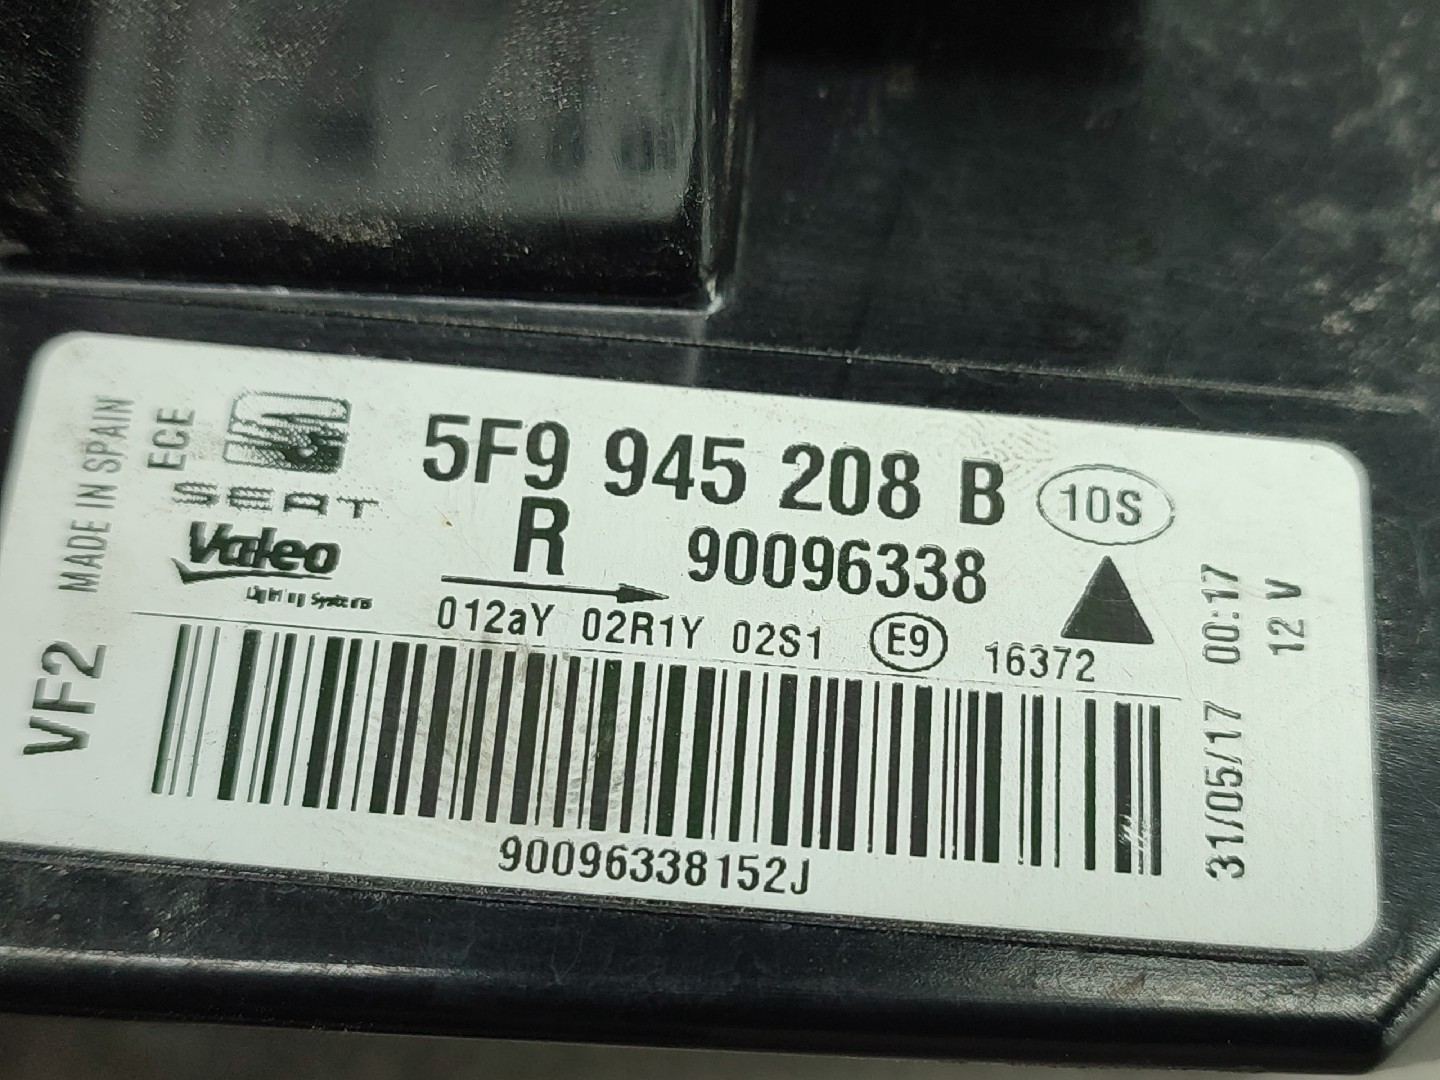 MADE IN SPAIN
ECE
SEAT
Valeo
Lighting Systems
VF2
5F9 945 208 B
10S
R
90096338
012aY 02R1Y 02S1
E9
16372
90096338152J
31/05/17 00:17
12 V